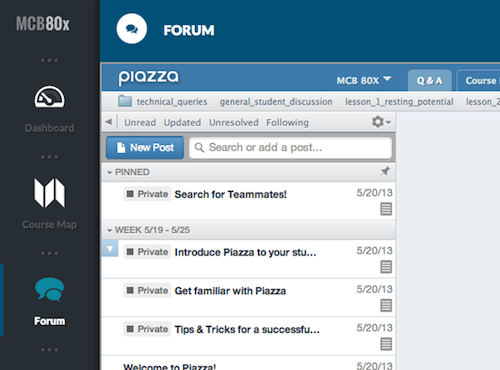 MCB80x
FORUM
piazza
MCB 80X
Q & A
Course
technical_queries general_student_discussion lesson_1_resting_potential lesson_2
Unread Updated Unresolved Following
New Post
Search or add a post...
Dashboard
PINNED
Private Search for Teammates! 5/20/13
Course Map
WEEK 5/19 - 5/25
Private Introduce Piazza to your stu... 5/20/13
Private Get familiar with Piazza 5/20/13
Forum
Private Tips & Tricks for a successfu... 5/20/13
Welcome to Piazza! 5/20/13